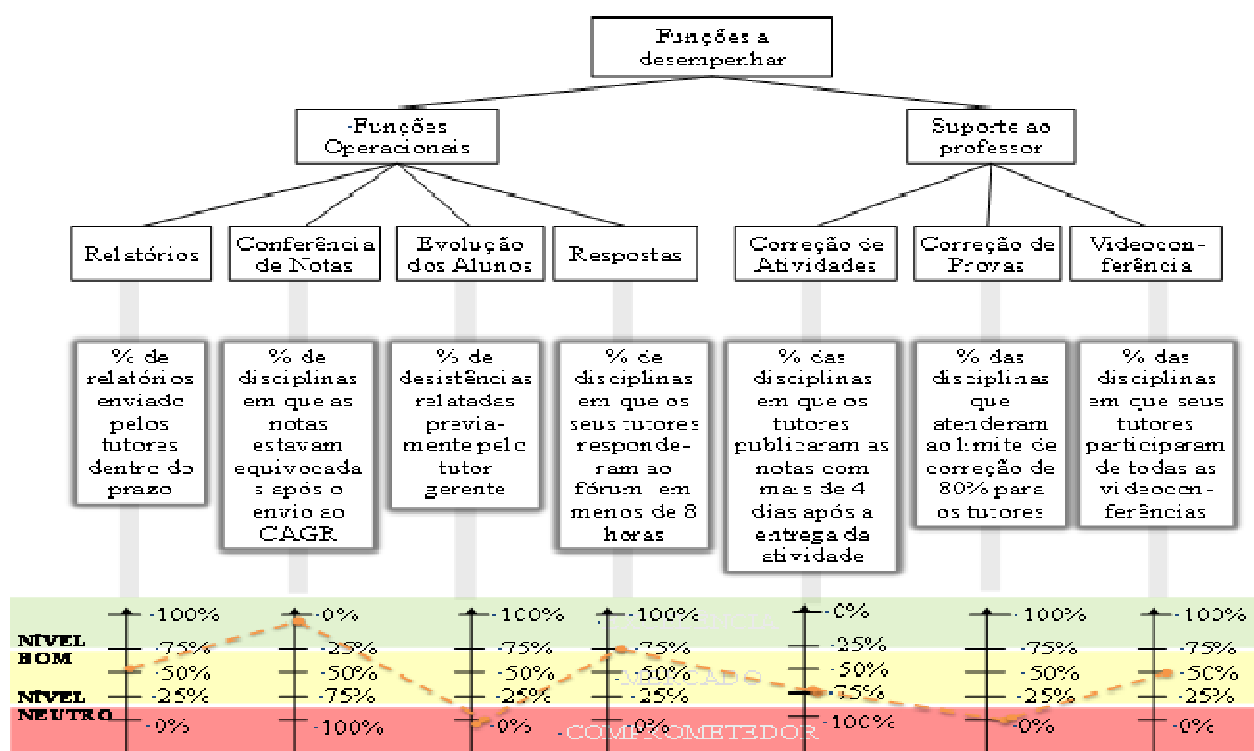 Funções a
desempenhar
-Funções
Operacionais
Suporte ao
professor
Relatórios
Conferência
de Notas
Evolução
dos Alunos
Respostas
Correção de
Atividades
Correção de
Provas
Videocon-
ferência
% de
relatórios
enviado
pelos
tutores
dentro do
prazo
% de
disciplinas
em que as
notas
estavam
equivocada
s após o
envio ao
CAGR
% de
desistências
relatadas
previa-
mente pelo
tutor
gerente
% de
disciplinas
em que os
seus tutores
responde-
ram ao
fórum em
menos de 8
horas
% das
disciplinas
em que os
tutores
publicaram as
notas com
mais de 4
dias após a
entrega da
atividade
% das
disciplinas
que
atenderam
ao limite de
correção de
80% para
os tutores
% das
disciplinas
em que seus
tutores
participaram
de todas as
videocon-
ferências
-100% -0% -100% -100% -0% -100% -100%
NÍVEL
BOM
-75% -25% -75% -75% -25% -75% -75%
-50% -50% -50% -50% -50% -50% -50%
MERCADO
NÍVEL
NEUTRO
-25% -75% -25% -25% -75% -25% -25%
-0% -100% -0% -0% -100% -0% -0%
COMPROMETEDOR